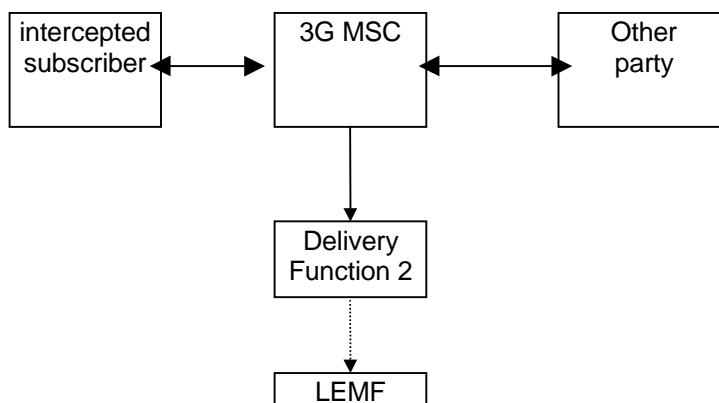 intercepted
subscriber
3G MSC
Other
party
Delivery
Function 2
LEMF